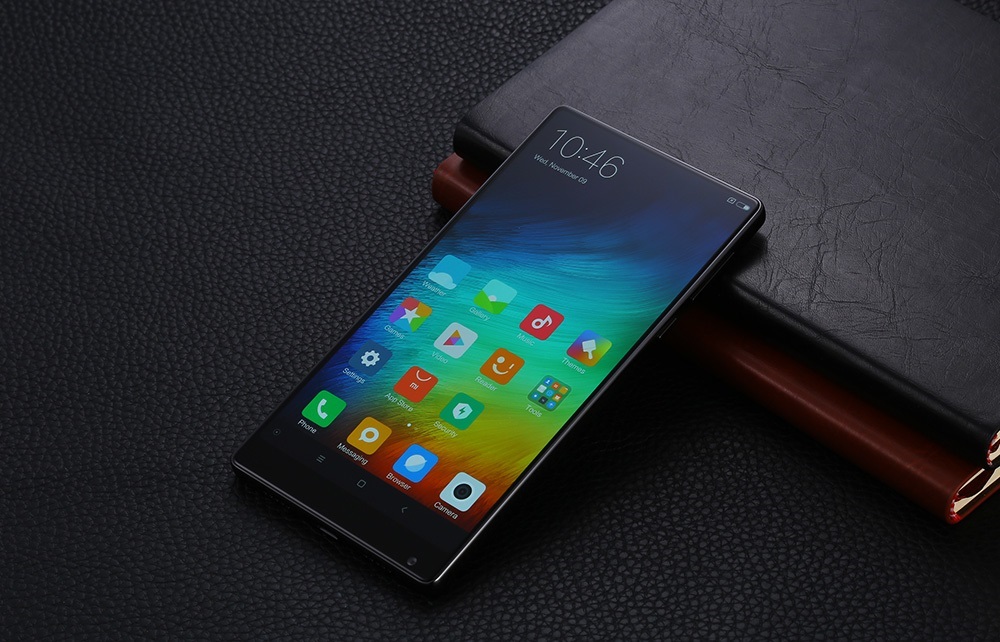 10:46
Wed, November 09
Weather
Gallery
Music
Themes
Games
Video
Reader
Tools
Settings
mi
App Store
Security
Phone
Messaging
Browser
Camera